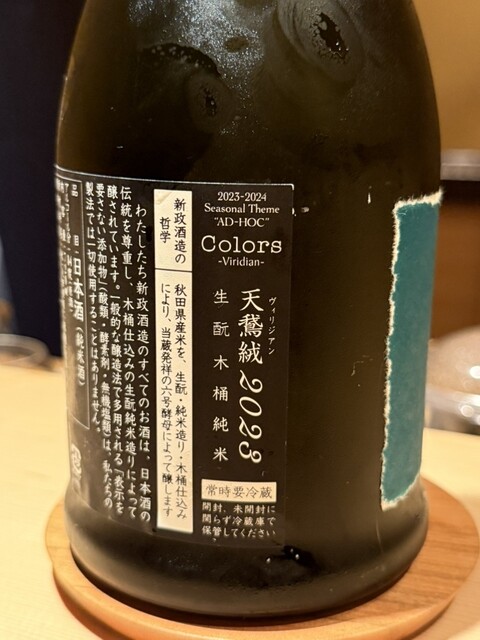 2023-2024
Seasonal Theme
"AD-HOC"
Colors
-Viridian-
ヴィリジアン
天鵞絨2023
生酛木桶純米
常時要冷蔵
開封、未開封に
関らず冷蔵庫で
保管してください
新政酒造の
哲学
秋田県産米を、生酛・純米造り・木桶仕込み
により、当蔵発祥の六号酵母によって醸します
わたしたち新政酒造のすべてのお酒は、日本酒の
伝統を尊重し、木桶仕込みの生酛純米造りによって
醸されています。一般的な醸造法で多用される「表示を
要さない添加物」(酸類・酵素剤・無機塩類)は、私たちの
製法では一切使用することはありません。
品目 日本酒(純米酒)